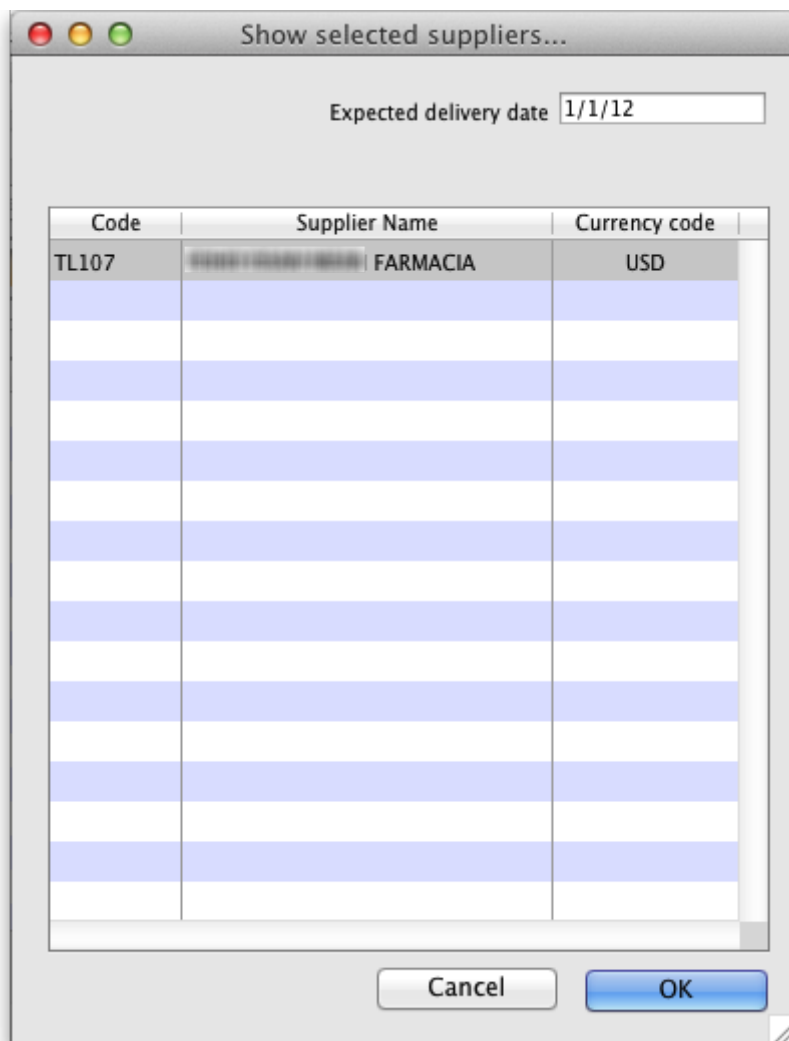 Show selected suppliers...
Expected delivery date 1/1/12
Code Supplier Name Currency code
TL107 FARMACIA USD
Cancel OK